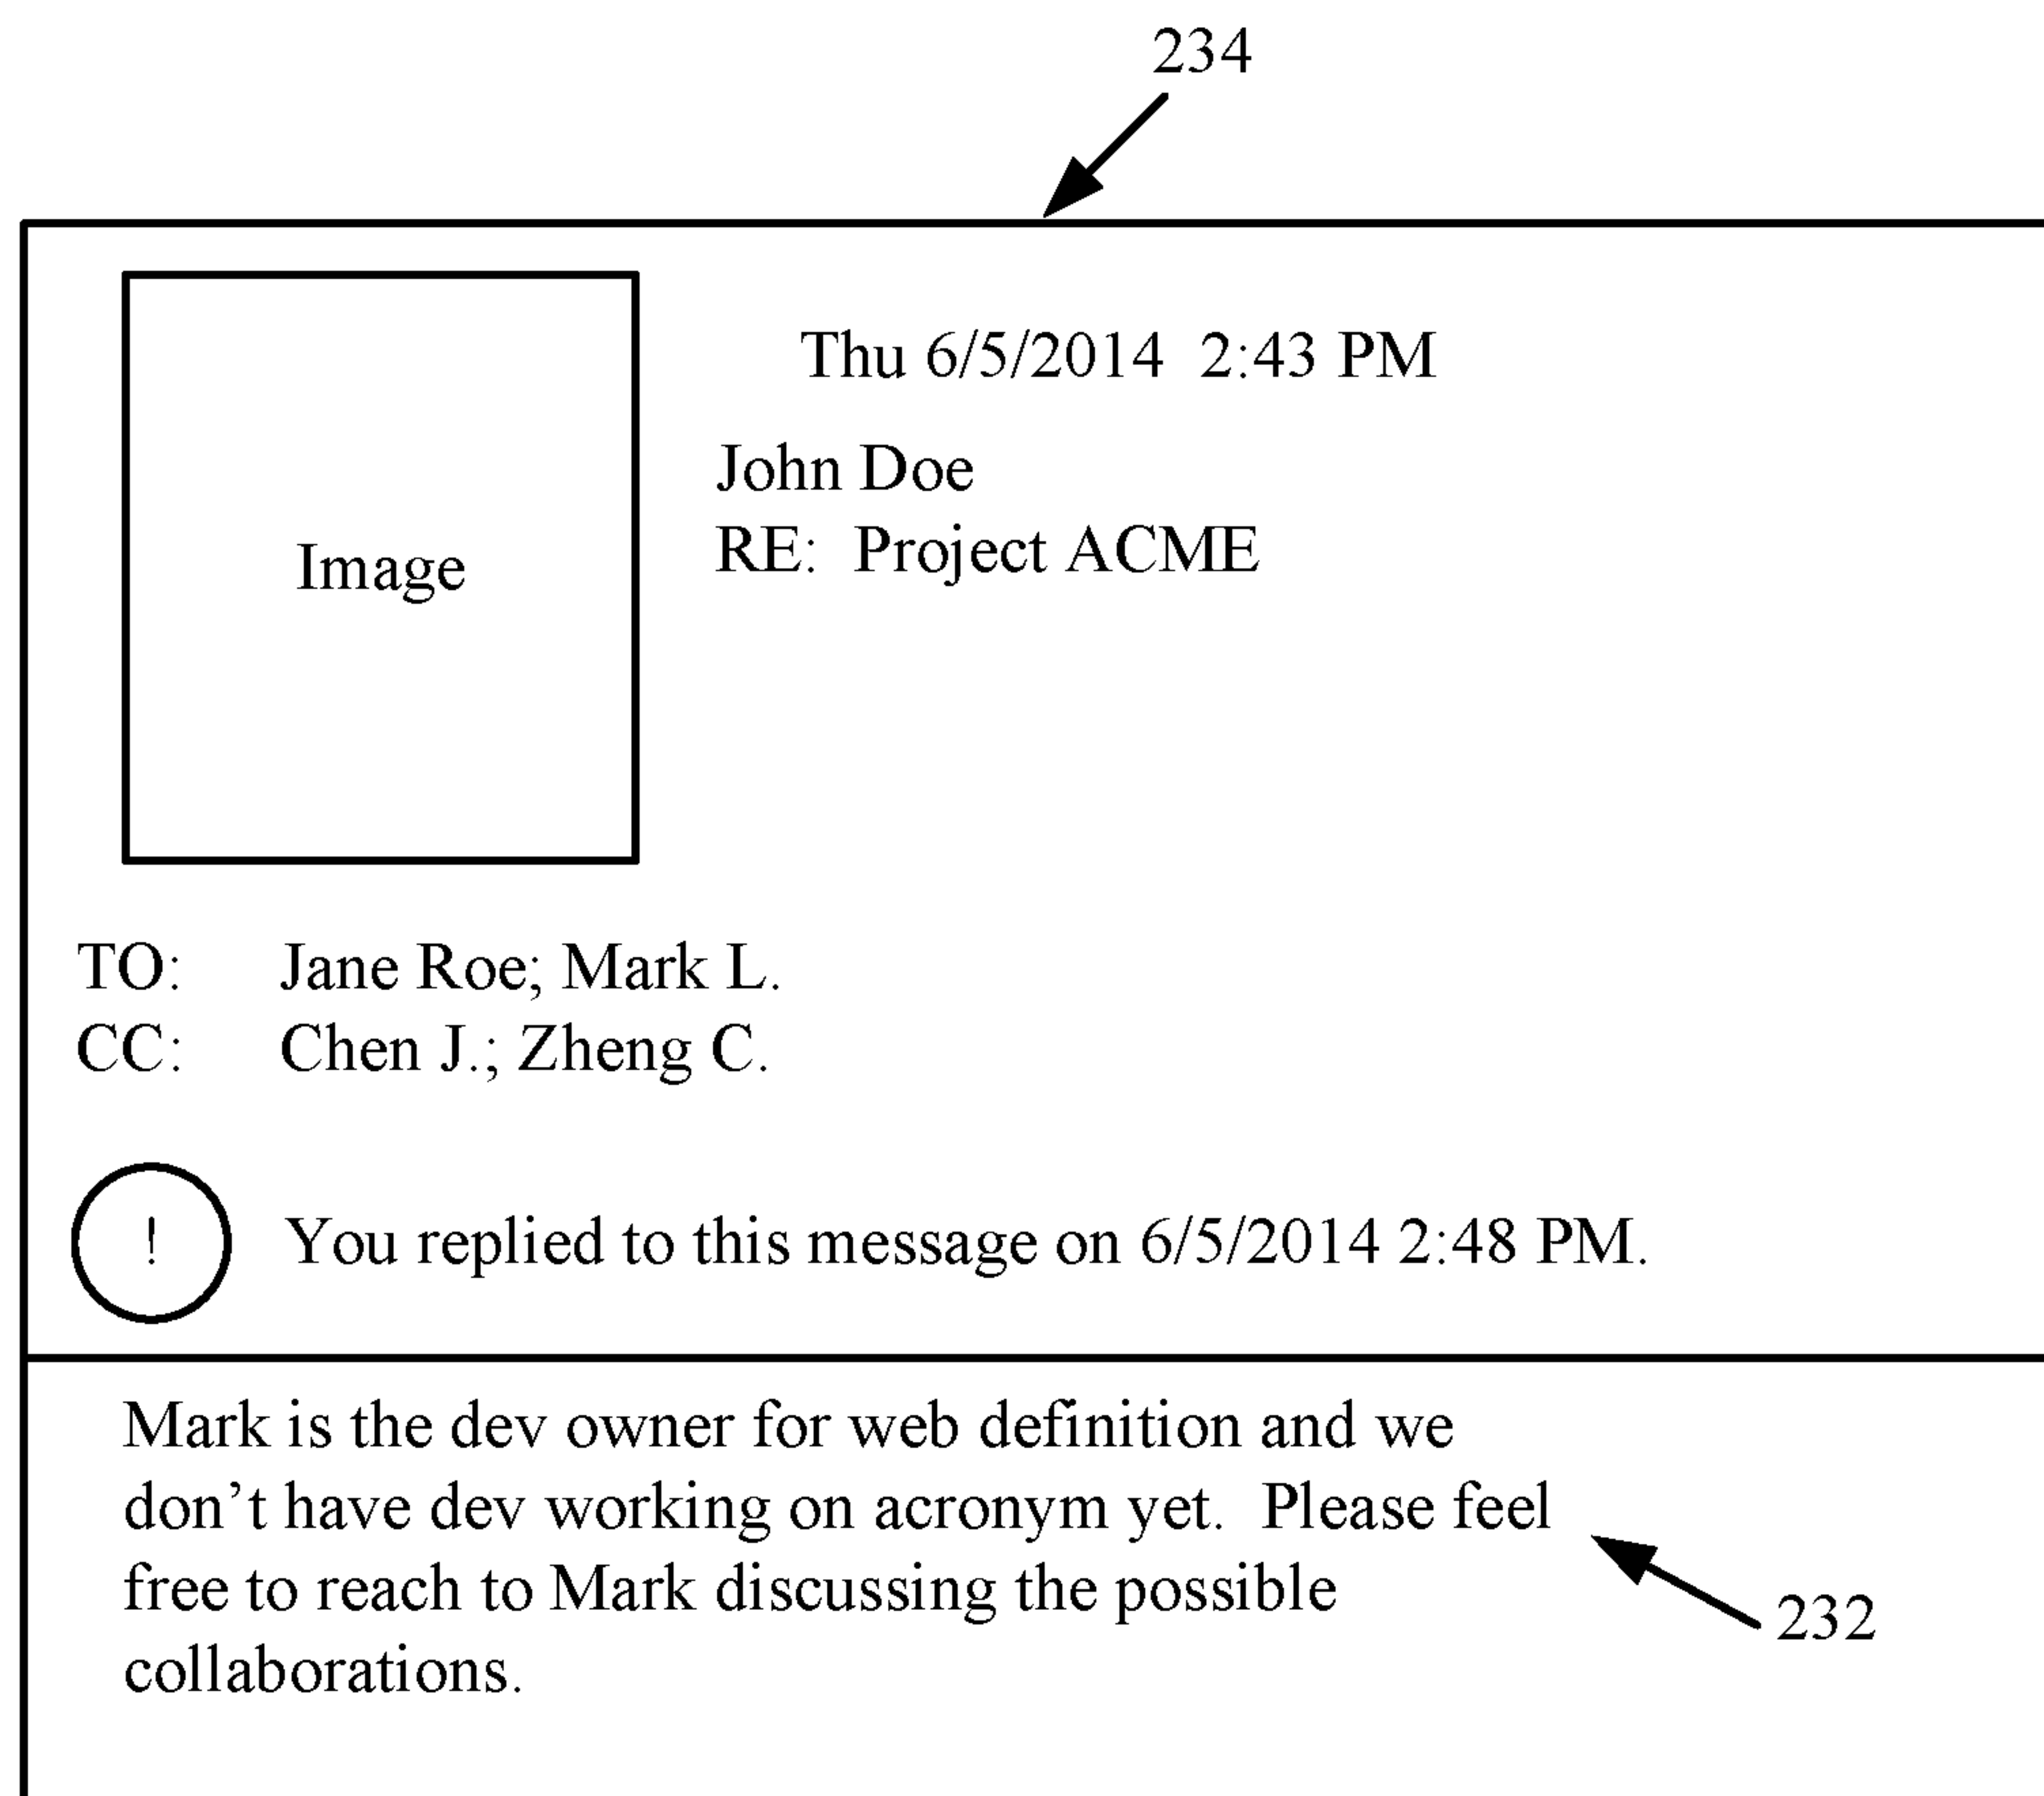 234
Thu 6/5/2014  2:43 PM
John Doe
RE:  Project ACME
Image
TO:  Jane Roe; Mark L.
CC:  Chen J.; Zheng C.
! You replied to this message on 6/5/2014 2:48 PM.
Mark is the dev owner for web definition and we
don’t have dev working on acronym yet.  Please feel
free to reach to Mark discussing the possible
collaborations.
232